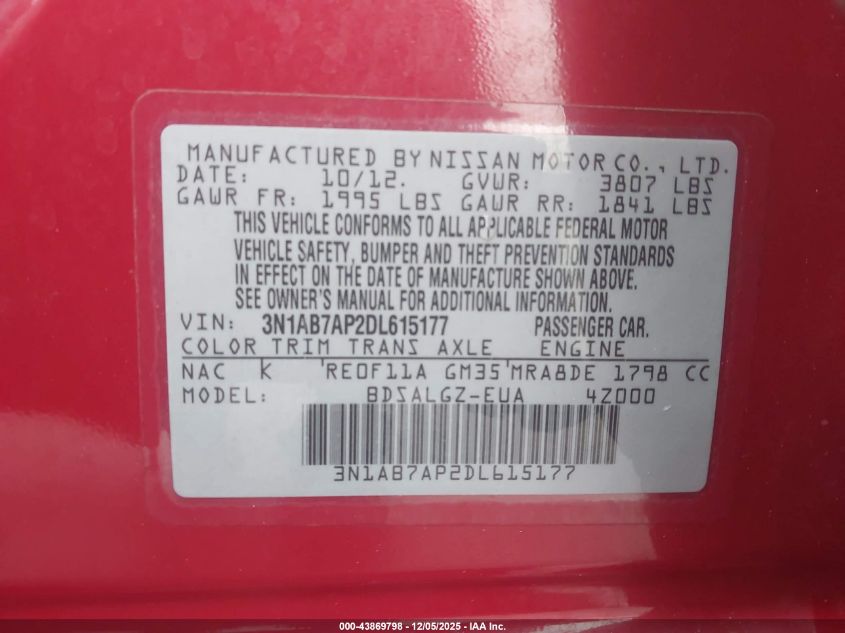 MANUFACTURED BY NISSAN MOTOR CO., LTD.
DATE: 10/12. GVWR: 3807 LBS
GAWR FR: 1995 LBS GAWR RR: 1841 LBS
THIS VEHICLE CONFORMS TO ALL APPLICABLE FEDERAL MOTOR
VEHICLE SAFETY, BUMPER AND THEFT PREVENTION STANDARDS
IN EFFECT ON THE DATE OF MANUFACTURE SHOWN ABOVE.
SEE OWNER'S MANUAL FOR ADDITIONAL INFORMATION.
VIN: 3N1AB7AP2DL615177 PASSENGER CAR.
COLOR TRIM TRANS AXLE ENGINE
NAC K 'RE0F11A GM35'MRA8DE 1798 CC
MODEL: BDSALGZ-EUA 4Z000
3N1AB7AP2DL615177
000-43869798 - 12/05/2025 - IAA Inc.